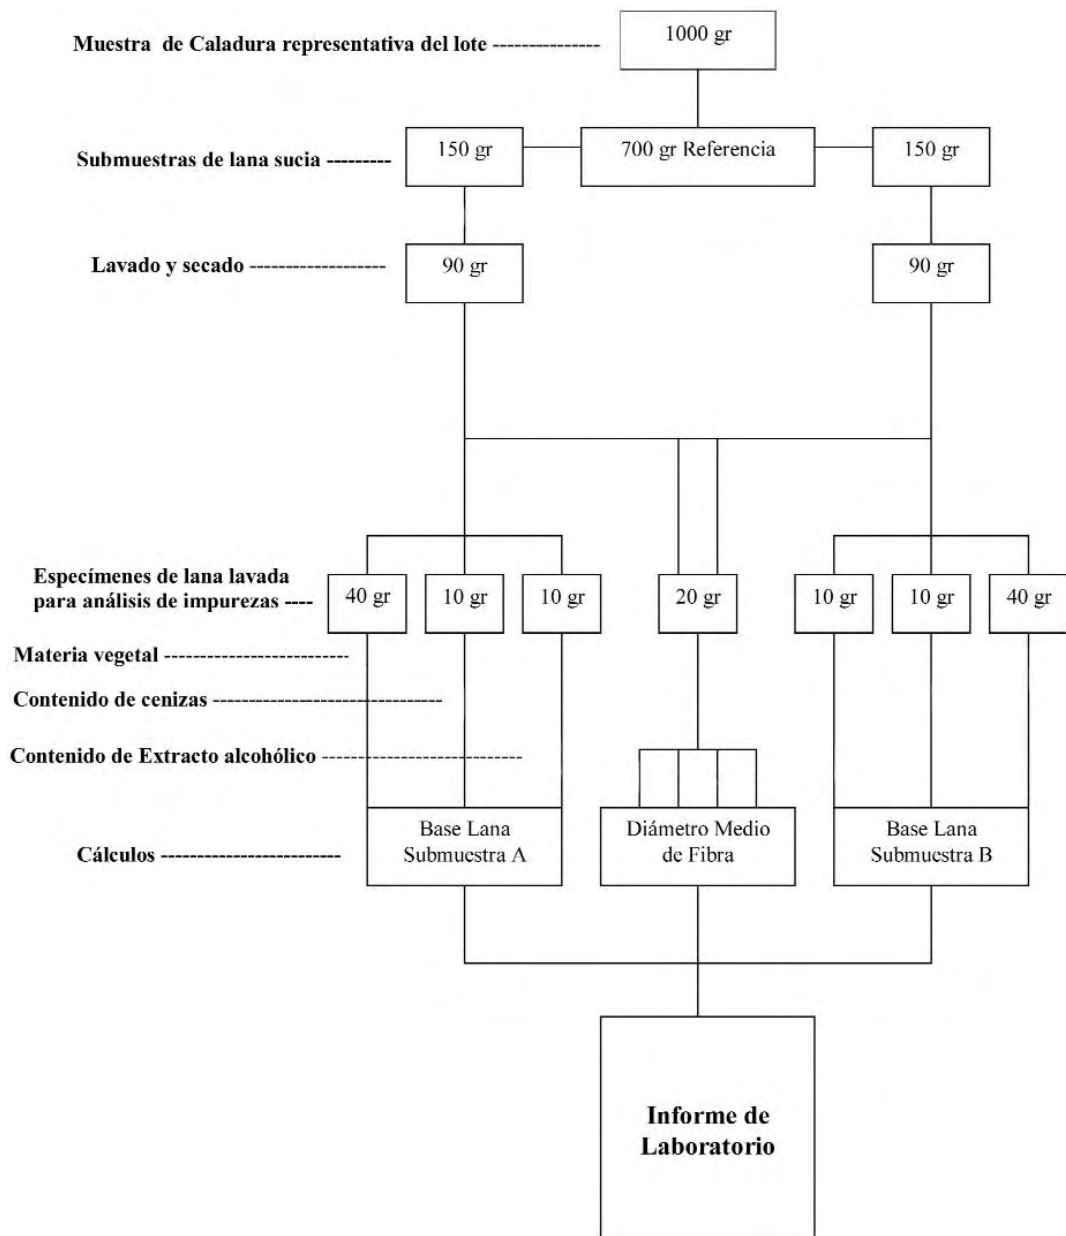 Muestra de Caladura representativa del lote ---------------
1000 gr
Submuestras de lana sucia ---------
150 gr
700 gr Referencia
150 gr
Lavado y secado -------------------
90 gr
90 gr
Especímenes de lana lavada
para análisis de impurezas ----
40 gr
10 gr
10 gr
20 gr
10 gr
10 gr
40 gr
Materia vegetal --------------------------
Contenido de cenizas --------------------------------
Contenido de Extracto alcohólico ----------------------------
Cálculos -------------------------
Base Lana
Submuestra A
Diámetro Medio
de Fibra
Base Lana
Submuestra B
Informe de
Laboratorio